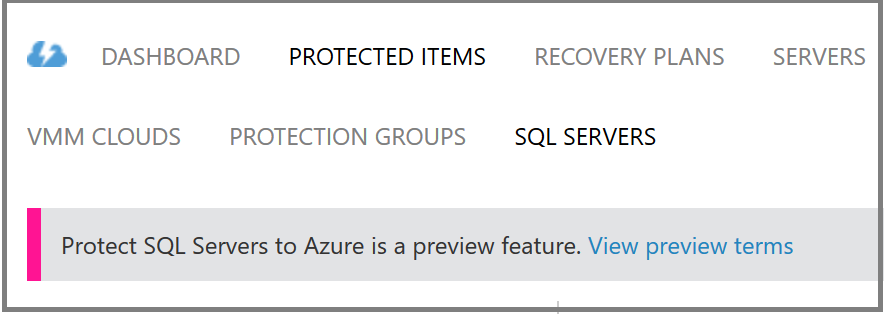 DASHBOARD PROTECTED ITEMS RECOVERY PLANS SERVERS
VMM CLOUDS PROTECTION GROUPS SQL SERVERS
Protect SQL Servers to Azure is a preview feature. View preview terms